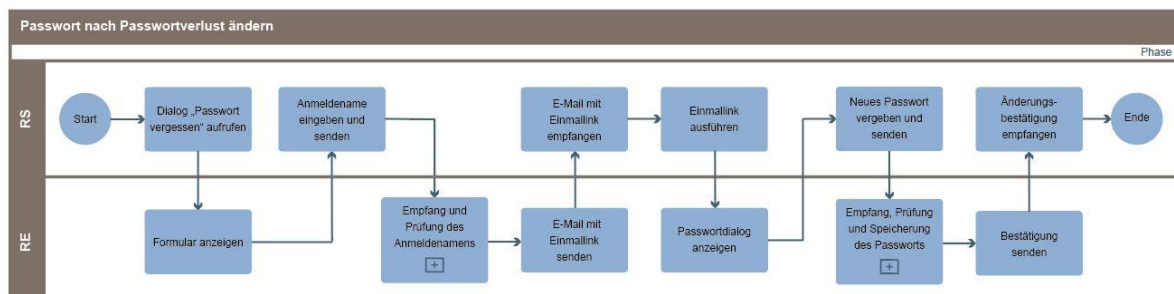 Passwort nach Passwortverlust ändern
Phase
RS
Start
Dialog „Passwort
vergessen“ aufrufen
Anmeldename
eingeben und
senden
E-Mail mit
Einmallink
empfangen
Einmallink
ausführen
Neues Passwort
vergeben und
senden
Änderungs-
bestätigung
empfangen
Ende
RE
Formular anzeigen
Empfang und
Prüfung des
Anmeldenamens
E-Mail mit
Einmallink
senden
Passwortdialog
anzeigen
Empfang, Prüfung
und Speicherung
des Passworts
Bestätigung
senden